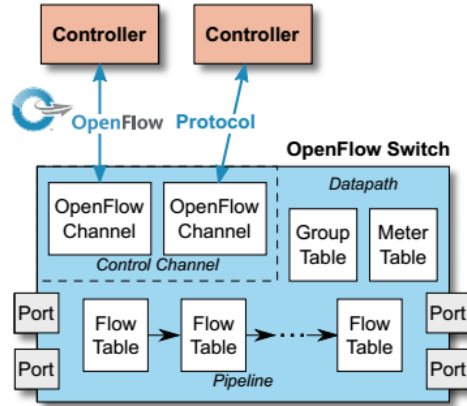 Controller
Controller
OpenFlow
Protocol
OpenFlow Switch
Datapath
OpenFlow
Channel
OpenFlow
Channel
Control Channel
Group
Table
Meter
Table
Port
Port
Flow
Table
Flow
Table
Flow
Table
Pipeline
Port
Port